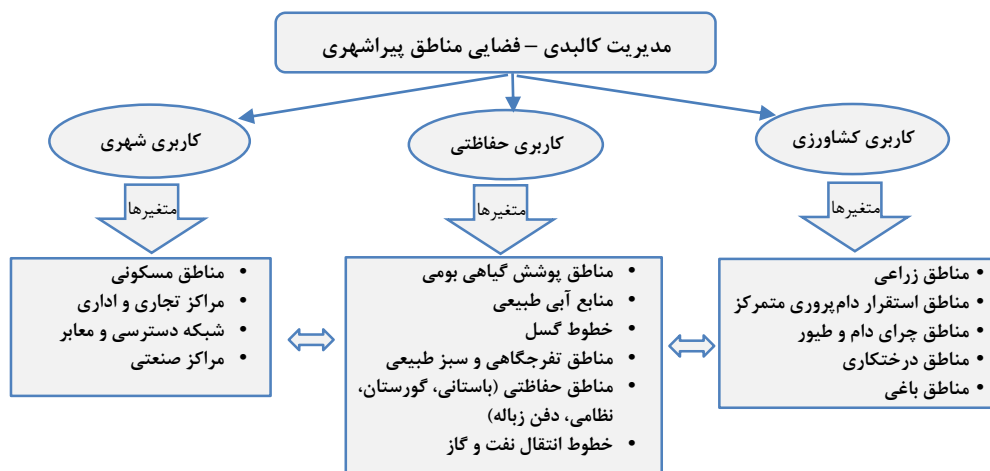 مدیریت کالبدی – فضایی مناطق پیراشهری
کاربری کشاورزی
کاربری حفاظتی
کاربری شهری
متغیرها
متغیرها
متغیرها
• مناطق زراعی
• مناطق استقرار دام‌پروری متمرکز
• مناطق چرای دام و طیور
• مناطق درختکاری
• مناطق باغی
• مناطق پوشش گیاهی بومی
• منابع آبی طبیعی
• خطوط گسل
• مناطق تفرجگاهی و سبز طبیعی
• مناطق حفاظتی (باستانی، گورستان،
نظامی، دفن زباله)
• خطوط انتقال نفت و گاز
• مناطق مسکونی
• مراکز تجاری و اداری
• شبکه دسترسی و معابر
• مراکز صنعتی